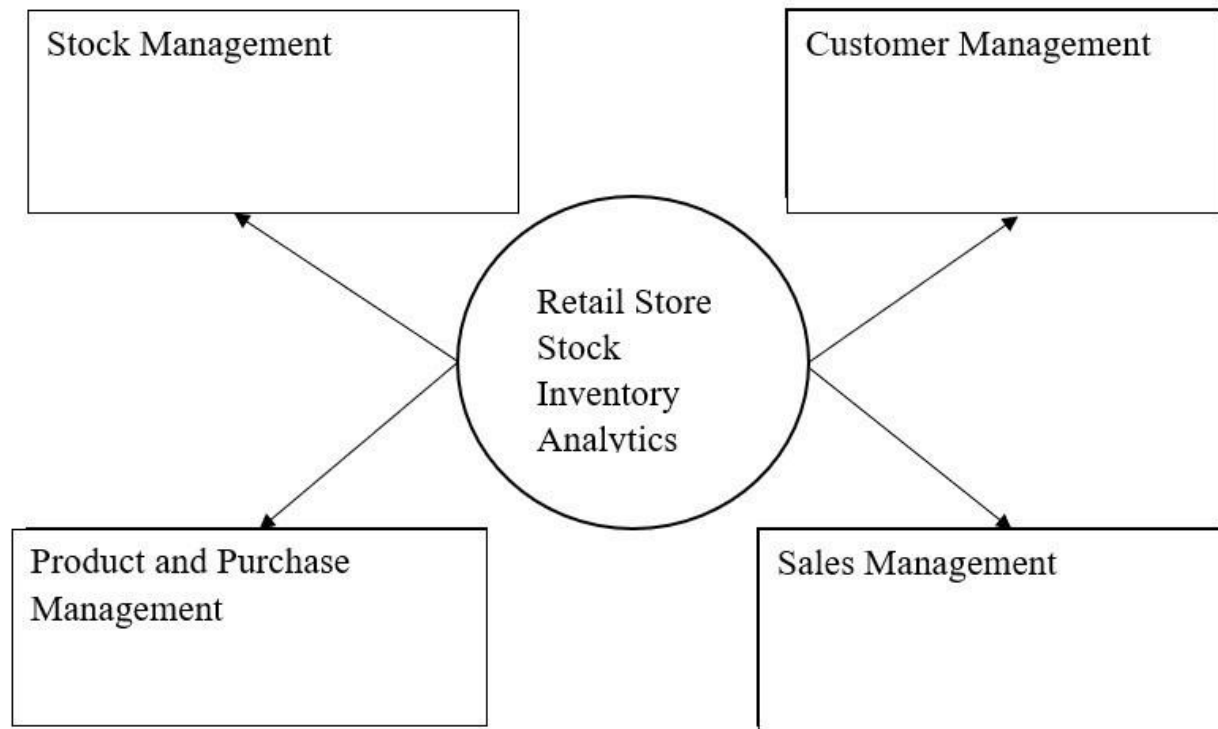 Stock Management
Customer Management
Retail Store
Stock
Inventory
Analytics
Product and Purchase
Management
Sales Management